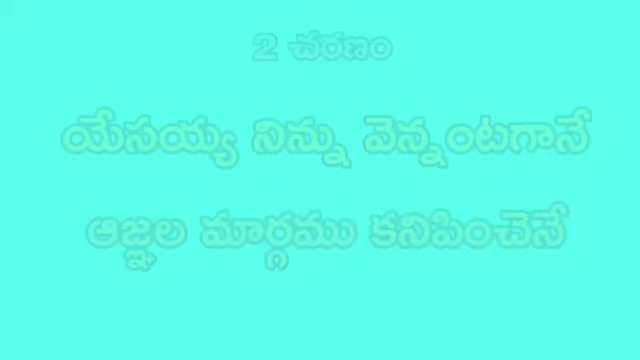 2 చరణం
యేసయ్య నిన్ను వెన్నంటగానే
ఆజ్ఞల మార్గము కనిపించెనే